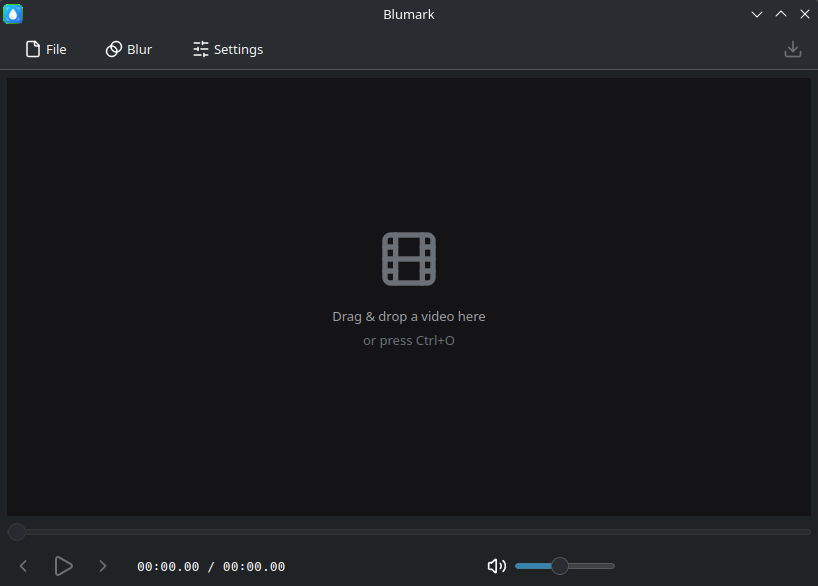 Blumark
File
Blur
Settings
Drag & drop a video here
or press Ctrl+O
00:00.00 / 00:00.00